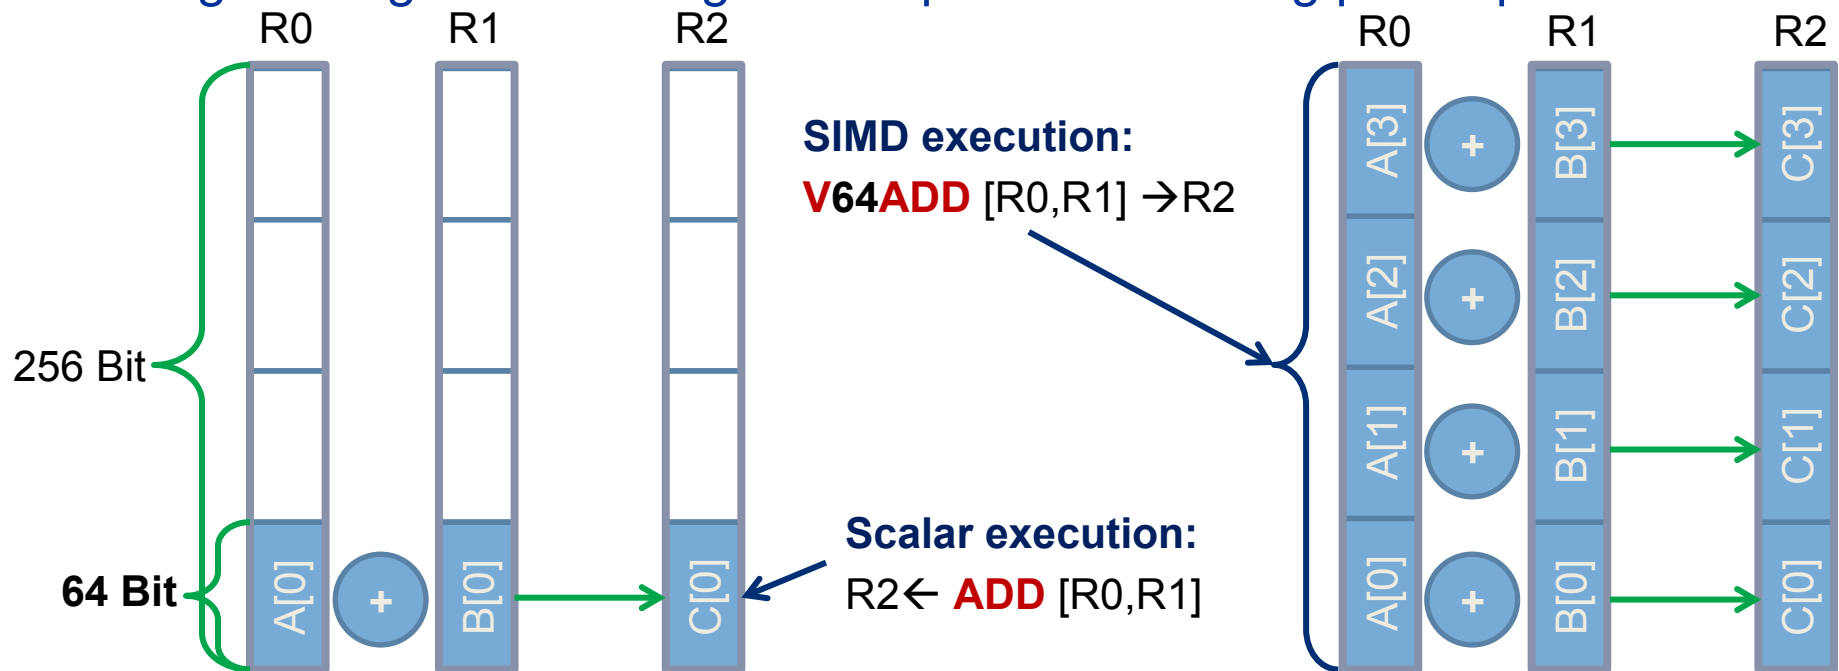 R0 R1 R2
R0 R1 R2
SIMD execution:
V64ADD [R0,R1] →R2
256 Bit
64 Bit
A[0] + B[0] C[0]
Scalar execution:
R2← ADD [R0,R1]
A[3] + B[3] C[3]
A[2] + B[2] C[2]
A[1] + B[1] C[1]
A[0] + B[0] C[0]